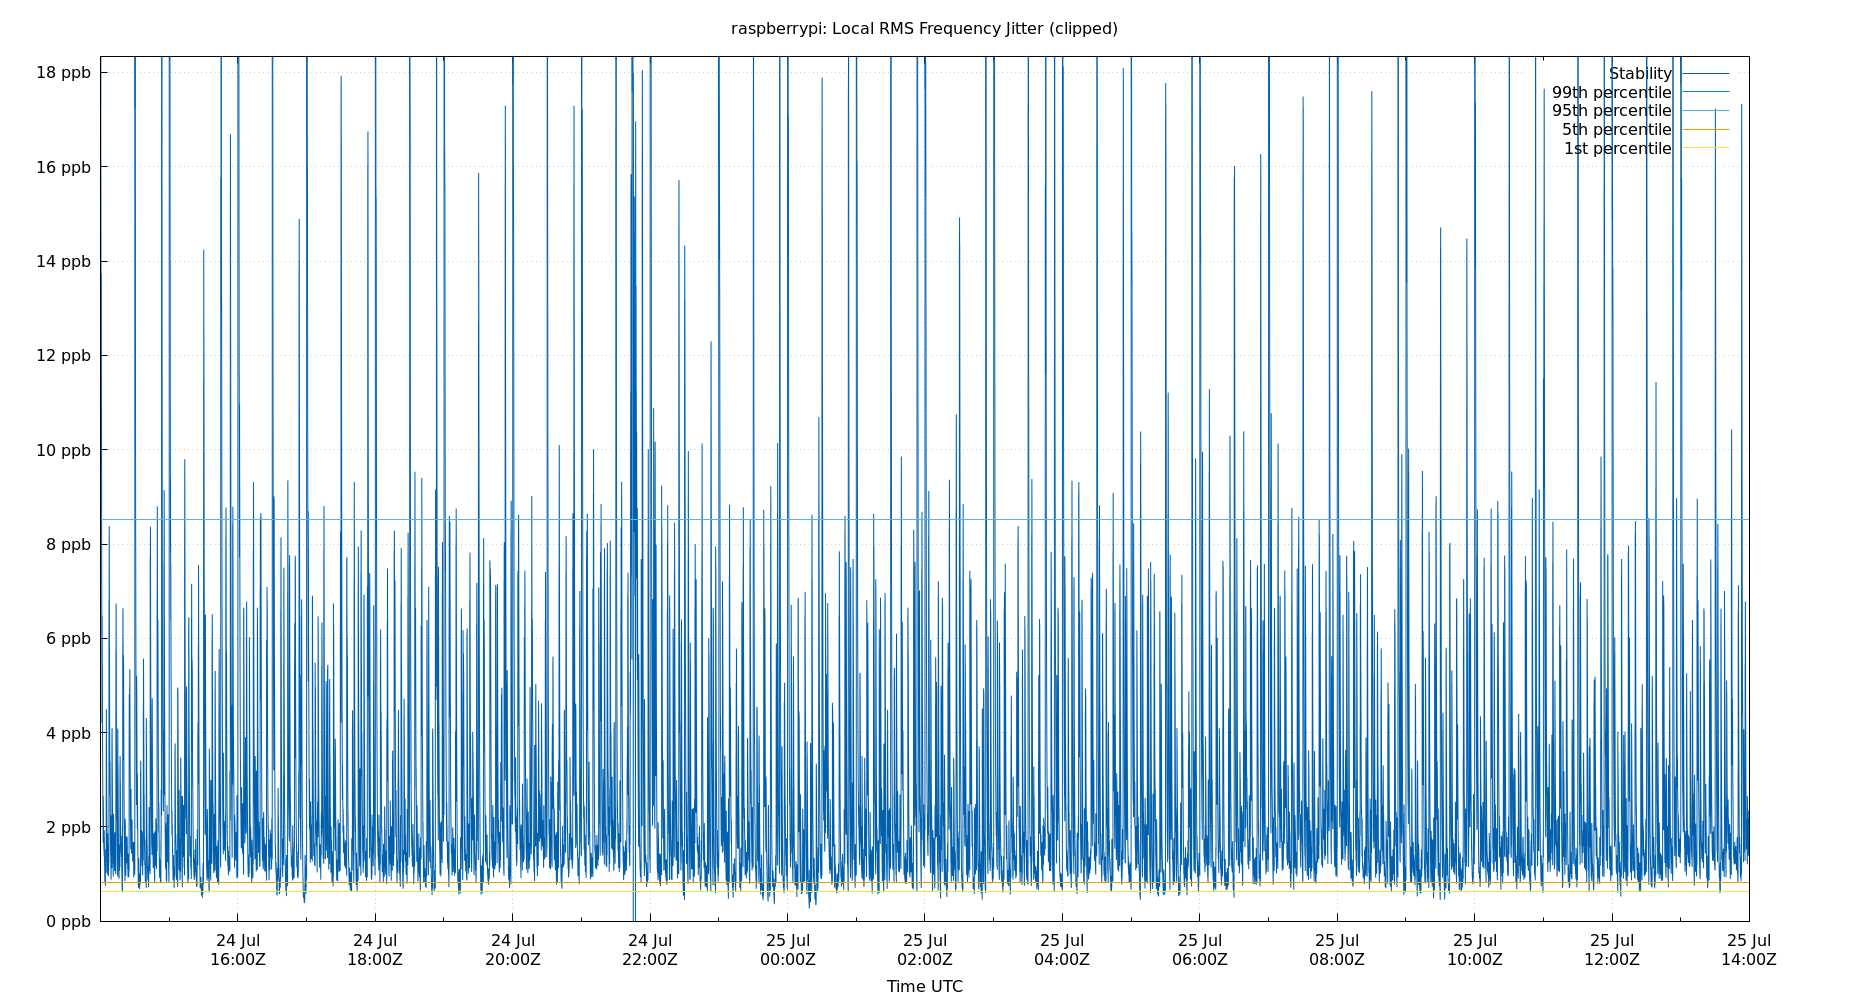 raspberrypi: Local RMS Frequency Jitter (clipped)
18 ppb
16 ppb
14 ppb
12 ppb
10 ppb
8 ppb
6 ppb
4 ppb
2 ppb
0 ppb
Stability
99th percentile
95th percentile
5th percentile
1st percentile
24 Jul 24 Jul 24 Jul 24 Jul 25 Jul 25 Jul 25 Jul 25 Jul 25 Jul 25 Jul 25 Jul 25 Jul
16:00Z 18:00Z 20:00Z 22:00Z 00:00Z 02:00Z 04:00Z 06:00Z 08:00Z 10:00Z 12:00Z 14:00Z
Time UTC